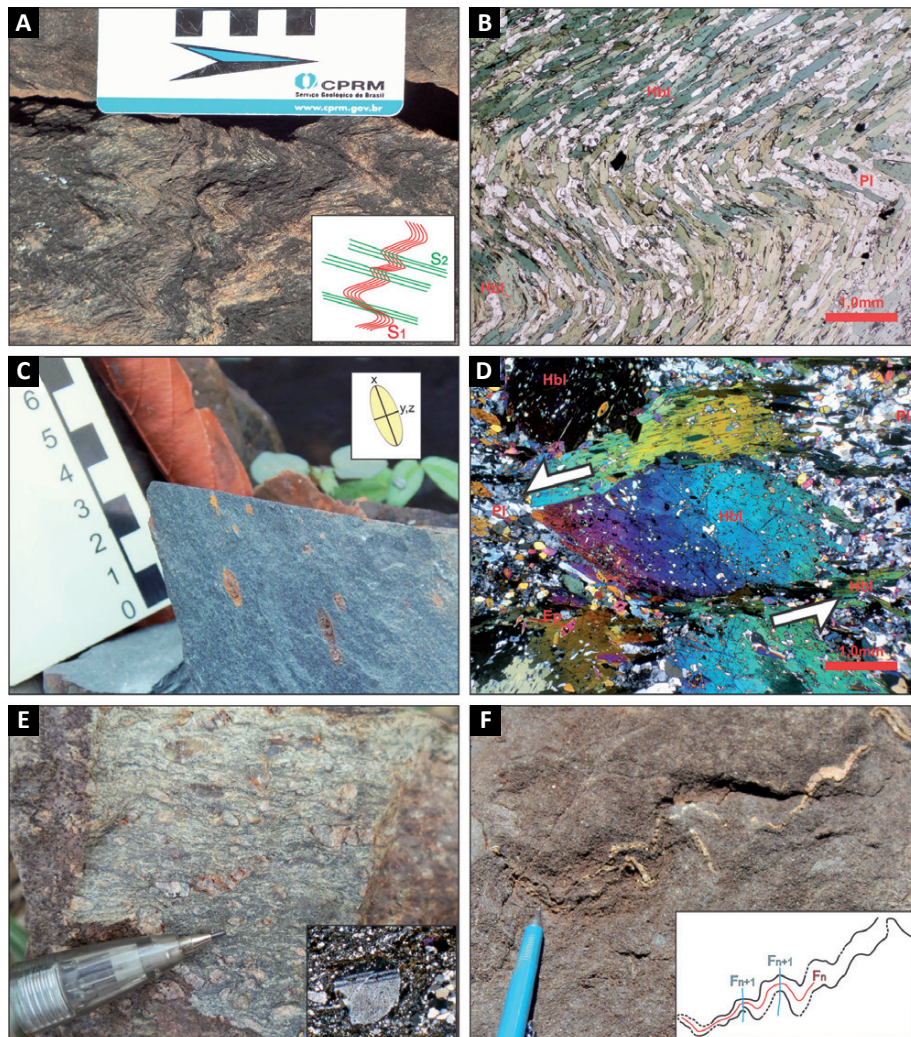 A
CPRM
Serviço Geológico do Brasil
www.cprm.gov.br
S2
S1
B
Hbl
Pl
Hbl
1,0mm
C
6
5
4
3
2
1
0
x
y,z
D
Hbl
Pl
Pl
Hbl
Hbl
Ep
1,0mm
E
F
Fn+1
Fn+1
Fn